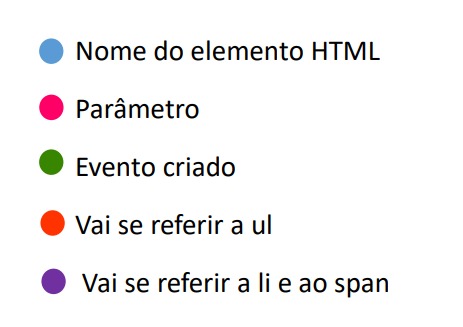 Nome do elemento HTML
Parâmetro
Evento criado
Vai se referir a ul
Vai se referir a li e ao span